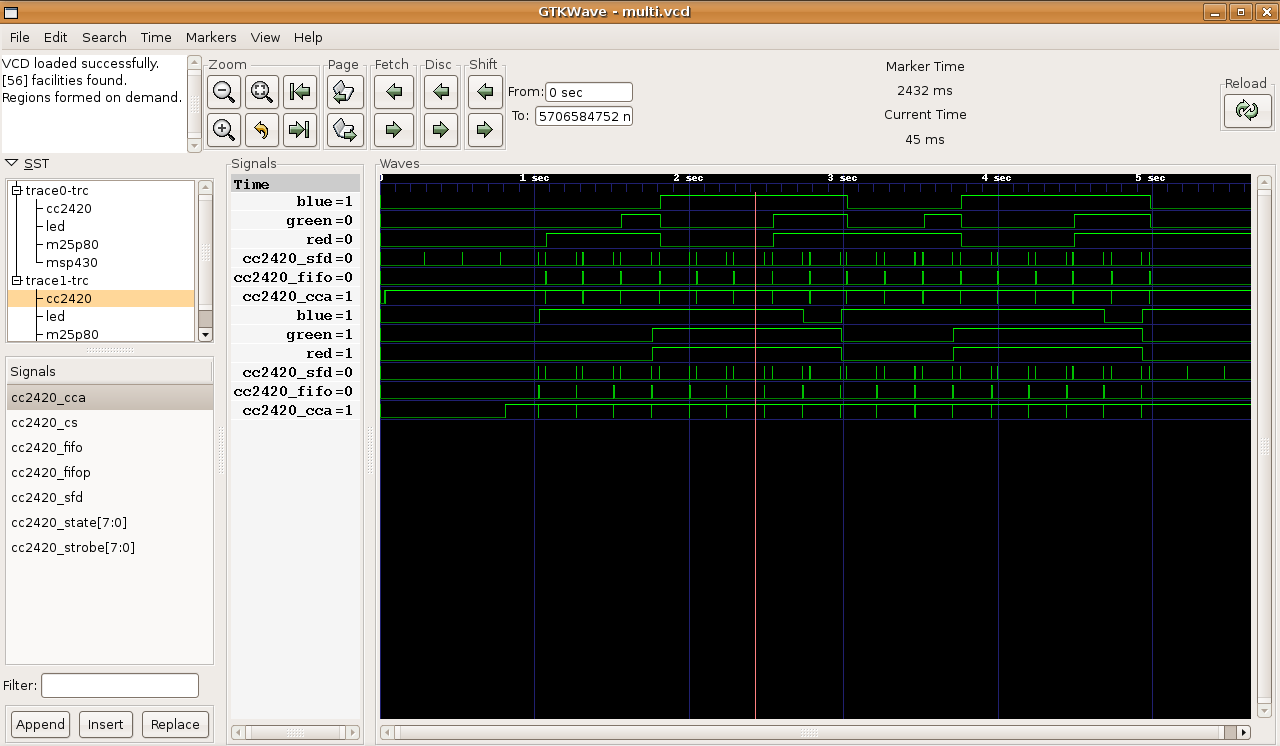 GTKWave - multi.vcd
File Edit Search Time Markers View Help
VCD loaded successfully.
[56] facilities found.
Regions formed on demand.
Zoom
Page
Fetch
Disc
Shift
From: 0 sec
To: 5706584752 n
Marker Time
2432 ms
Current Time
45 ms
Reload
SST
trace0-trc
cc2420
led
m25p80
msp430
trace1-trc
cc2420
led
m25p80
Signals
cc2420_cca
cc2420_cs
cc2420_fifo
cc2420_fifop
cc2420_sfd
cc2420_state[7:0]
cc2420_strobe[7:0]
Filter:
Append Insert Replace
Signals
Time
blue=1
green=0
red=0
cc2420_sfd=0
cc2420_fifo=0
cc2420_cca=1
blue=1
green=1
red=1
cc2420_sfd=0
cc2420_fifo=0
cc2420_cca=1
Waves
0 1 sec 2 sec 3 sec 4 sec 5 sec